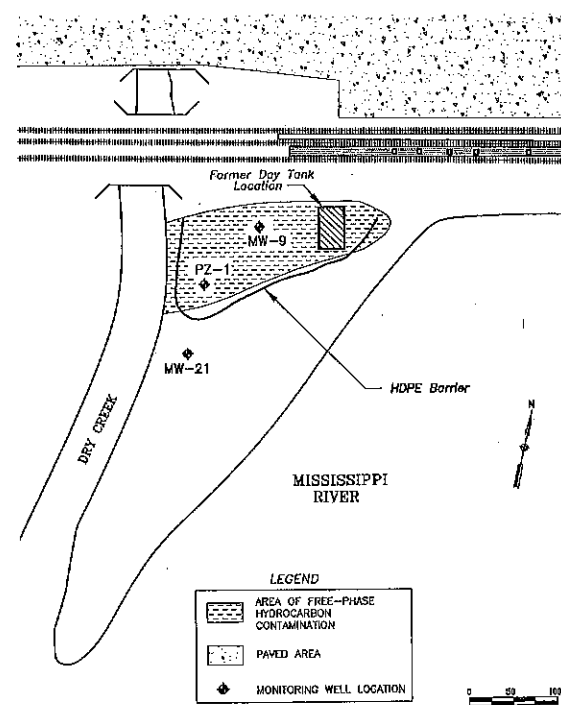 Former Day Tank
Location
MW-9
PZ-1
MW-21
HDPE Barrier
DRY CREEK
N
MISSISSIPPI
RIVER
LEGEND
AREA OF FREE-PHASE
HYDROCARBON
CONTAMINATION
PAVED AREA
MONITORING WELL LOCATION
0 50 100